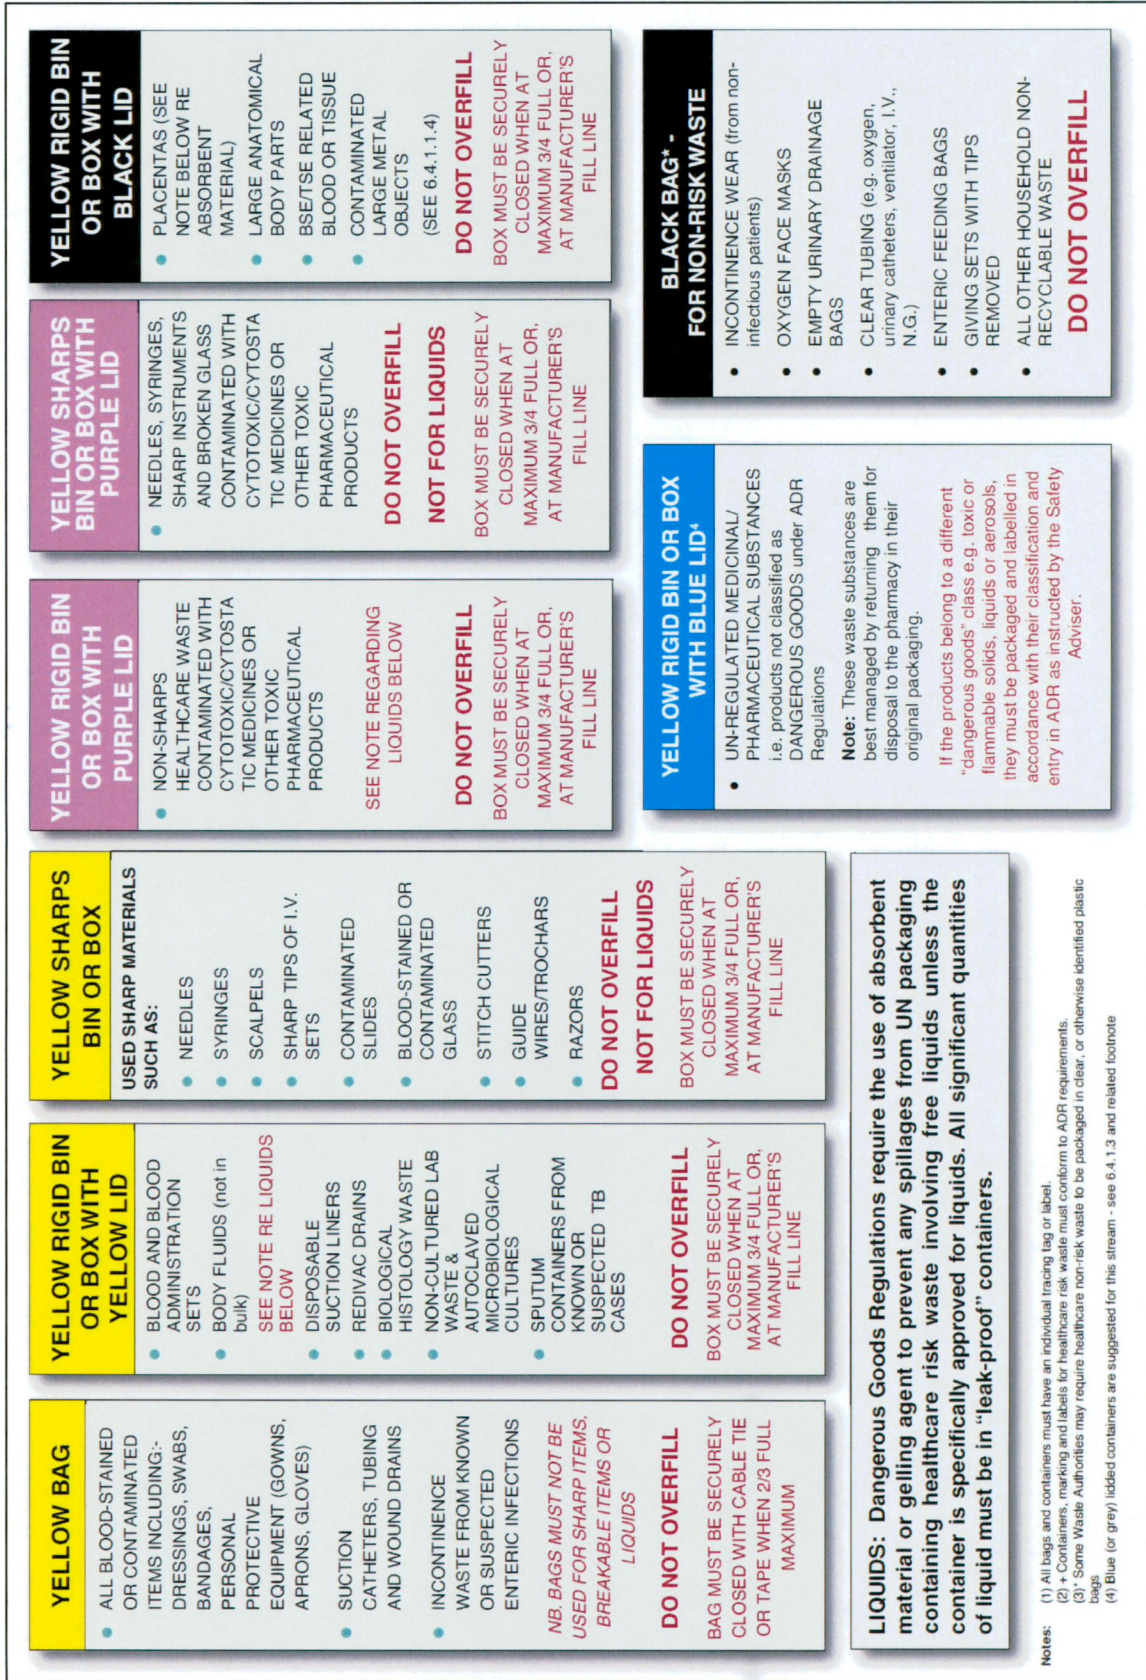 YELLOW BAG
• ALL BLOOD-STAINED
OR CONTAMINATED
ITEMS INCLUDING:-
DRESSINGS, SWABS,
BANDAGES,
PERSONAL
PROTECTIVE
EQUIPMENT (GOWNS,
APRONS, GLOVES)
• SUCTION
CATHETERS, TUBING
AND WOUND DRAINS
• INCONTINENCE
WASTE FROM KNOWN
OR SUSPECTED
ENTERIC INFECTIONS
NB. BAGS MUST NOT BE
USED FOR SHARP ITEMS,
BREAKABLE ITEMS OR
LIQUIDS
DO NOT OVERFILL
BAG MUST BE SECURELY
CLOSED WITH CABLE TIE
OR TAPE WHEN 2/3 FULL
MAXIMUM
YELLOW RIGID BIN
OR BOX WITH
YELLOW LID
• BLOOD AND BLOOD
ADMINISTRATION
SETS
• BODY FLUIDS (not in
bulk)
SEE NOTE RE LIQUIDS
BELOW
• DISPOSABLE
SUCTION LINERS
• REDIVAC DRAINS
• BIOLOGICAL
HISTOLOGY WASTE
• NON-CULTURED LAB
WASTE &
AUTOCLAVED
MICROBIOLOGICAL
CULTURES
• SPUTUM
CONTAINERS FROM
KNOWN OR
SUSPECTED TB
CASES
DO NOT OVERFILL
BOX MUST BE SECURELY
CLOSED WHEN AT
MAXIMUM 3/4 FULL OR,
AT MANUFACTURER'S
FILL LINE
YELLOW SHARPS
BIN OR BOX
USED SHARP MATERIALS
SUCH AS:
• NEEDLES
• SYRINGES
• SCALPELS
• SHARP TIPS OF I.V.
SETS
• CONTAMINATED
SLIDES
• BLOOD-STAINED OR
CONTAMINATED
GLASS
• STITCH CUTTERS
• GUIDE
WIRES/TROCHARS
• RAZORS
DO NOT OVERFILL
NOT FOR LIQUIDS
BOX MUST BE SECURELY
CLOSED WHEN AT
MAXIMUM 3/4 FULL OR,
AT MANUFACTURER'S
FILL LINE
YELLOW RIGID BIN
OR BOX WITH
PURPLE LID
• NON-SHARPS
HEALTHCARE WASTE
CONTAMINATED WITH
CYTOTOXIC/CYTOSTA
TIC MEDICINES OR
OTHER TOXIC
PHARMACEUTICAL
PRODUCTS
SEE NOTE REGARDING
LIQUIDS BELOW
DO NOT OVERFILL
BOX MUST BE SECURELY
CLOSED WHEN AT
MAXIMUM 3/4 FULL OR,
AT MANUFACTURER'S
FILL LINE
YELLOW SHARPS
BIN OR BOX WITH
PURPLE LID
• NEEDLES, SYRINGES,
SHARP INSTRUMENTS
AND BROKEN GLASS
CONTAMINATED WITH
CYTOTOXIC/CYTOSTA
TIC MEDICINES OR
OTHER TOXIC
PHARMACEUTICAL
PRODUCTS
DO NOT OVERFILL
NOT FOR LIQUIDS
BOX MUST BE SECURELY
CLOSED WHEN AT
MAXIMUM 3/4 FULL OR,
AT MANUFACTURER'S
FILL LINE
YELLOW RIGID BIN
OR BOX WITH
BLACK LID
• PLACENTAS (SEE
NOTE BELOW RE
ABSORBENT
MATERIAL)
• LARGE ANATOMICAL
BODY PARTS
• BSE/TSE RELATED
BLOOD OR TISSUE
• CONTAMINATED
LARGE METAL
OBJECTS
(SEE 6.4.1.1.4)
DO NOT OVERFILL
BOX MUST BE SECURELY
CLOSED WHEN AT
MAXIMUM 3/4 FULL OR,
AT MANUFACTURER'S
FILL LINE
LIQUIDS: Dangerous Goods Regulations require the use of absorbent
material or gelling agent to prevent any spillages from UN packaging
containing healthcare risk waste involving free liquids unless the
container is specifically approved for liquids. All significant quantities
of liquid must be in "leak-proof" containers.
YELLOW RIGID BIN OR BOX
WITH BLUE LID⁴
• UN-REGULATED MEDICINAL/
PHARMACEUTICAL SUBSTANCES
i.e. products not classified as
DANGEROUS GOODS under ADR
Regulations
Note: These waste substances are
best managed by returning them for
disposal to the pharmacy in their
original packaging.
If the products belong to a different
"dangerous goods" class e.g. toxic or
flammable solids, liquids or aerosols,
they must be packaged and labelled in
accordance with their classification and
entry in ADR as instructed by the Safety
Adviser.
BLACK BAG* -
FOR NON-RISK WASTE
• INCONTINENCE WEAR (from non-
infectious patients)
• OXYGEN FACE MASKS
• EMPTY URINARY DRAINAGE
BAGS
• CLEAR TUBING (e.g. oxygen,
urinary catheters, ventilator, I.V.,
N.G.)
• ENTERIC FEEDING BAGS
• GIVING SETS WITH TIPS
REMOVED
• ALL OTHER HOUSEHOLD NON-
RECYCLABLE WASTE
DO NOT OVERFILL
Notes: (1) All bags and containers must have an individual tracing tag or label.
(2) + Containers, marking and labels for healthcare risk waste must conform to ADR requirements.
(3)* Some Waste Authorities may require healthcare non-risk waste to be packaged in clear, or otherwise identified plastic
bags
(4) Blue (or grey) lidded containers are suggested for this stream - see 6.4.1.3 and related footnote